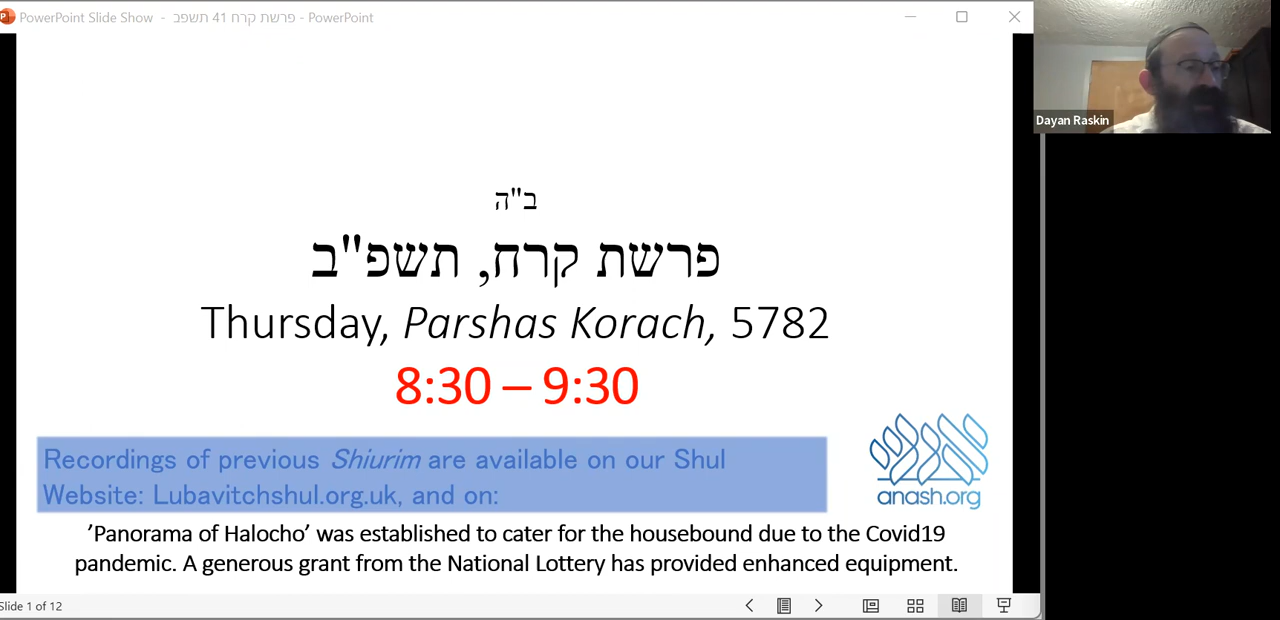 PowerPoint Slide Show - פרשת קרח 41 תשפב - PowerPoint
Dayan Raskin
ב"ה
פרשת קרח, תשפ"ב
Thursday, Parshas Korach, 5782
8:30 – 9:30
Recordings of previous Shiurim are available on our Shul
Website: Lubavitchshul.org.uk, and on:
anash.org
’Panorama of Halocho’ was established to cater for the housebound due to the Covid19
pandemic. A generous grant from the National Lottery has provided enhanced equipment.
Slide 1 of 12